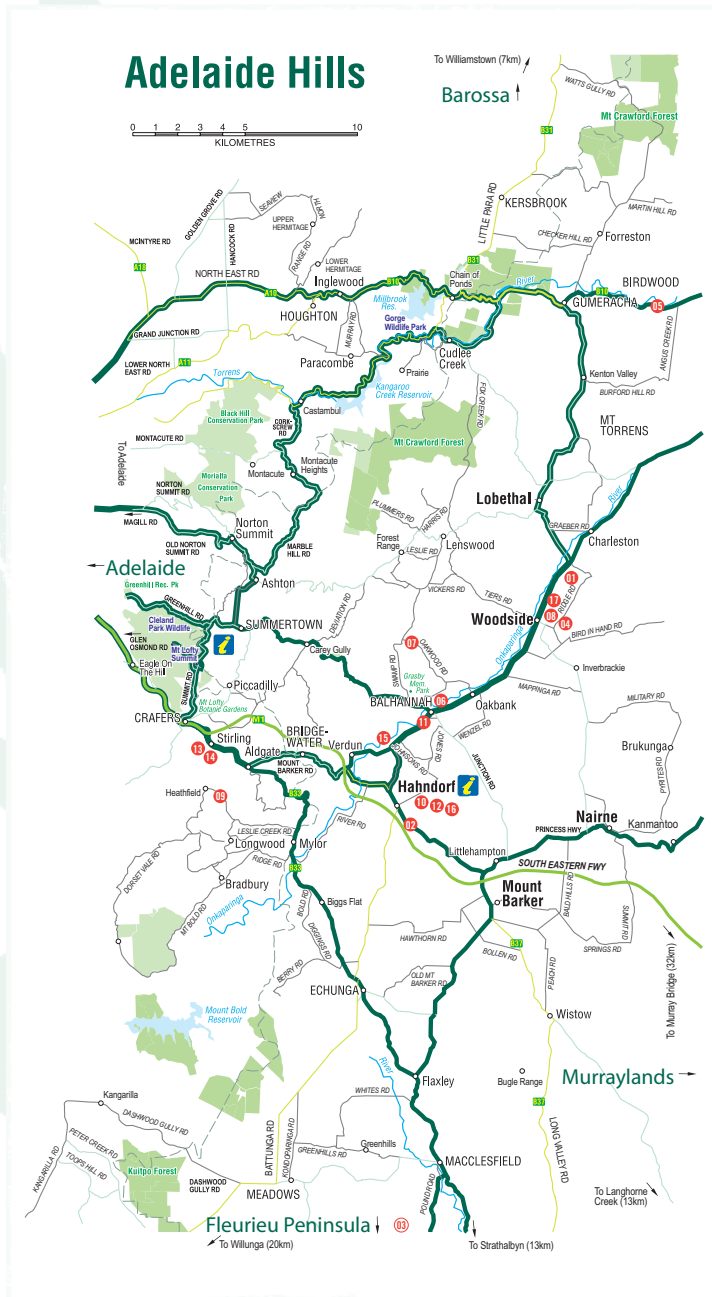 Adelaide Hills
To Williamstown (7km)
Barossa
0 1 2 3 4 5 10
KILOMETRES
B31
WATTS GULLY RD
Mt Crawford Forest
LITTLE PARA RD
KERSBROOK
MARTIN HILL RD
CHECKER HILL RD
Forreston
GOLDEN GROVE RD
SEAVIEW
NORTH
UPPER
HERMITAGE
RANGE RD
HANCOCK RD
MCINTYRE RD
A18
LOWER
HERMITAGE
NORTH EAST RD
A10
Inglewood
B10
B31
Chain of
Ponds
River
B10
BIRDWOOD
GUMERACHA
05
HOUGHTON
Millbrook
Res.
Gorge
Wildlife Park
GRAND JUNCTION RD
MURRAY RD
Cudlee
Creek
ANGUS CREEK RD
LOWER NORTH
EAST RD
A11
Paracombe
Prairie
Torrens
Kangaroo
Creek Reservoir
Kenton Valley
BURFORD HILL RD
Castambul
FOX CREEK RD
Black Hill
Conservation Park
CORK-
SCREW
RD
MT
TORRENS
MONTACUTE RD
Mt Crawford Forest
To Adelaide
Morialta
Conservation
Park
Montacute
Montacute
Heights
NORTON
SUMMIT RD
Lobethal
River
MAGILL RD
Norton
Summit
PLUMMERS RD
HARRIS RD
GRAEBER RD
Charleston
OLD NORTON
SUMMIT RD
MARBLE
HILL RD
Forest
Range
LESLIE RD
Lenswood
Adelaide
Greenhill Rec. Pk
Ashton
VICKERS RD
TIERS RD
01
RIDGE RD
17
08
04
Woodside
BIRD IN HAND RD
GREENHILL RD
Cleland
Park Wildlife
SUMMERTOWN
DEVIATION RD
GLEN
OSMOND RD
Mt Lofty
Summit
i
Carey Gully
07
OAKWOOD RD
SWAMP RD
Onkaparinga
Inverbrackie
Eagle On
The Hill
SUMMIT RD
Piccadilly
Grasby
Mem.
Park
MAPPINGA RD
MILITARY RD
Mt Lofty
Botanic Gardens
BALHANNAH
06
Oakbank
CRAFERS
M1
11
WENZEL RD
Stirling
BRIDGE-
WATER
Verdun
15
JOHNSONS RD
JONES RD
Brukunga
13
14
Aldgate
MOUNT
BARKER RD
JUNCTION RD
PYRITES RD
Heathfield
09
B33
Hahndorf
i
10
12
16
02
Nairne
Kanmantoo
PRINCESS HWY
LESLIE CREEK RD
RIVER RD
Longwood
Mylor
Littlehampton
SOUTH EASTERN FWY
DORSET VALE RD
RIDGE RD
B33
Bradbury
Mount
Barker
BALD HILLS RD
MT BOLD RD
Onkaparinga
BOLD RD
Biggs Flat
SUMMIT RD
DIGGINGS RD
HAWTHORN RD
B37
BOLLEN RD
SPRINGS RD
PEACH RD
BERRY RD
OLD MT
BARKER RD
To Murray Bridge (32km)
ECHUNGA
Mount Bold
Reservoir
Wistow
River
Flaxley
Bugle Range
Murraylands
WHITES RD
Kangarilla
B37
DASHWOOD GULLY RD
PETER CREEK RD
TOOPS HILL RD
KANGARILLA RD
BATTUNGA RD
KONDOPARINGA RD
GREENHILLS RD
Greenhills
LONG VALLEY RD
Kuitpo Forest
DASHWOOD
GULLY RD
MEADOWS
MACCLESFIELD
POUND ROAD
To Langhorne
Creek (13km)
Fleurieu Peninsula
03
To Willunga (20km)
To Strathalbyn (13km)